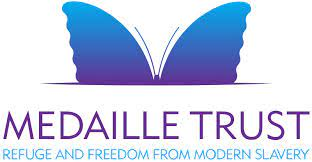 MEDAILLE TRUST
REFUGE AND FREEDOM FROM MODERN SLAVERY